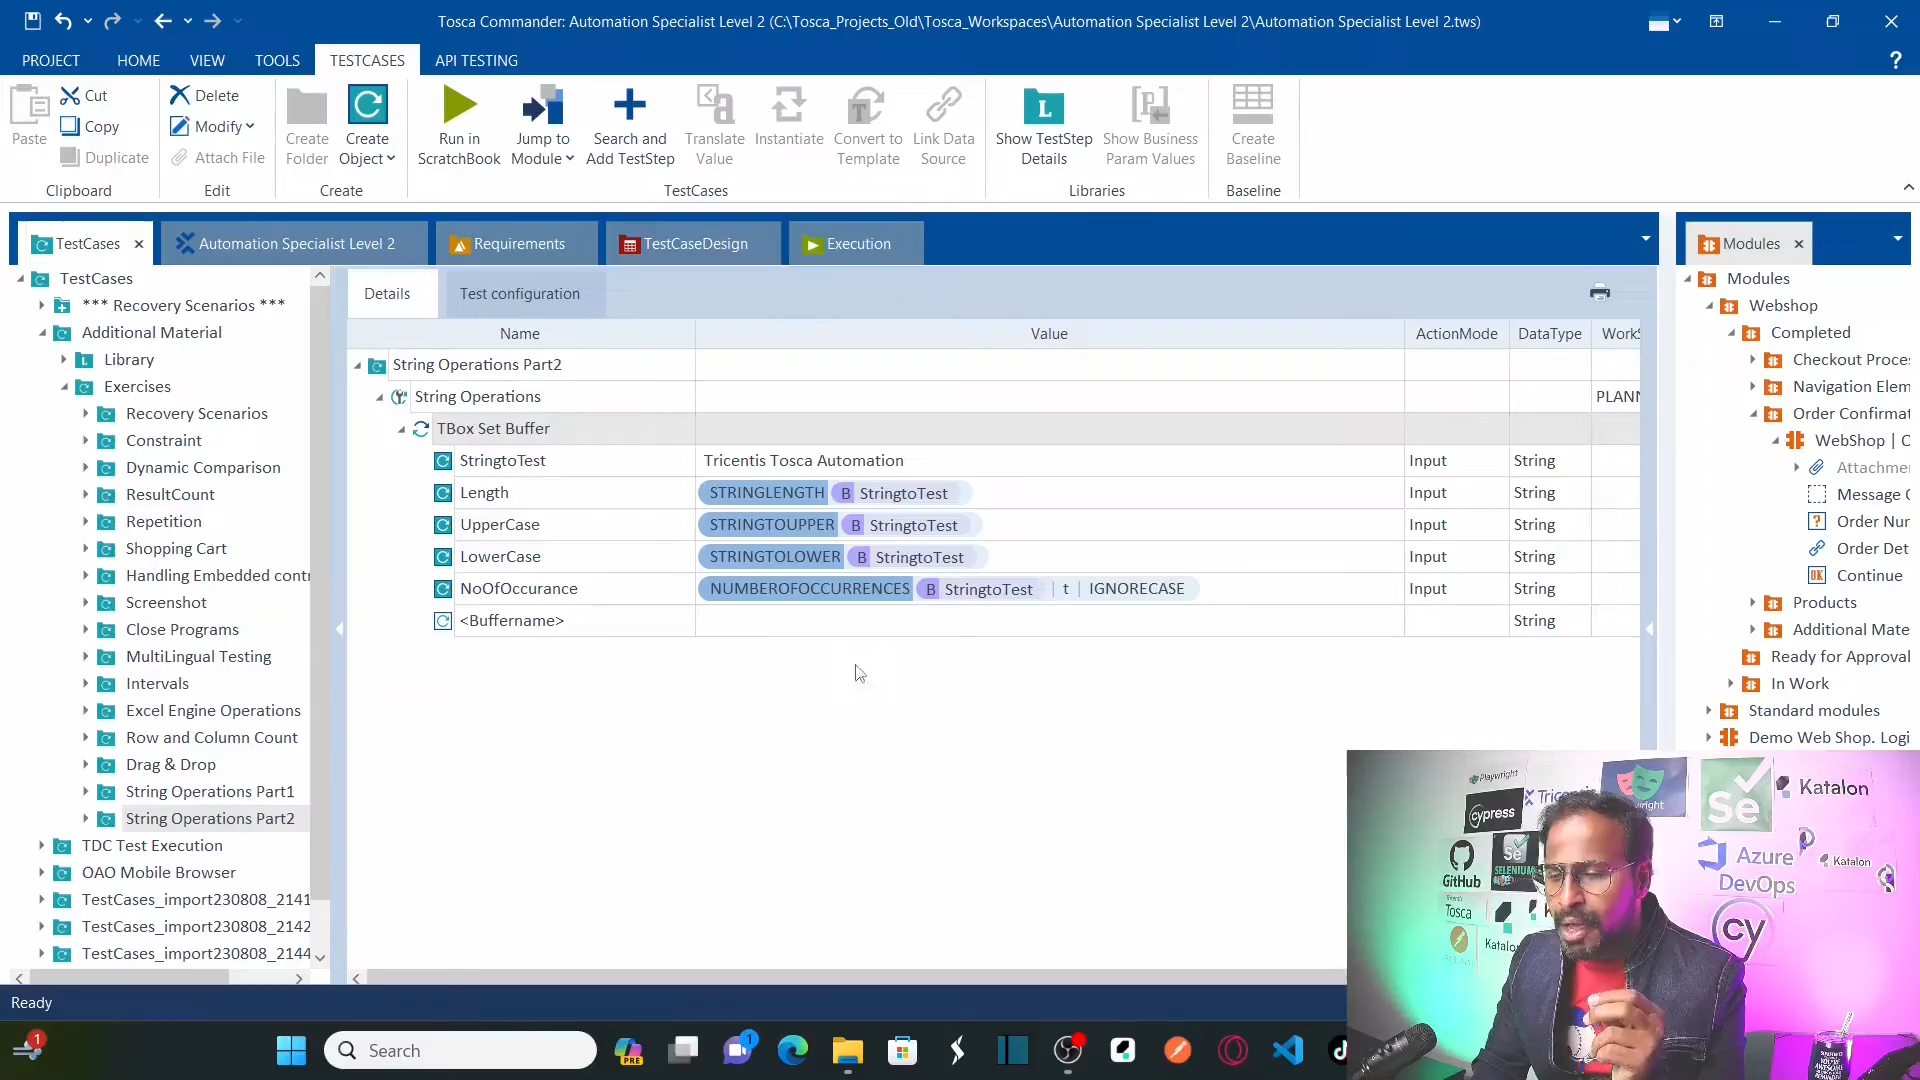 Tosca Commander: Automation Specialist Level 2 (C:\Tosca_Projects_Old\Tosca_Workspaces\Automation Specialist Level 2\Automation Specialist Level 2.tws)
PROJECT HOME VIEW TOOLS TESTCASES API TESTING ?
Paste
Cut
Copy
Duplicate
Clipboard
Delete
Modify
Attach File
Edit
Create Folder
Create Object
Create
Run in ScratchBook
Jump to Module
Search and Add TestStep
Translate Value
Instantiate
Convert to Template
Link Data Source
TestCases
Show TestStep Details
Show Business Param Values
Libraries
Create Baseline
Baseline
TestCases
Automation Specialist Level 2
Requirements
TestCaseDesign
Execution
Modules
TestCases
*** Recovery Scenarios ***
Additional Material
Library
Exercises
Recovery Scenarios
Constraint
Dynamic Comparison
ResultCount
Repetition
Shopping Cart
Handling Embedded contr
Screenshot
Close Programs
MultiLingual Testing
Intervals
Excel Engine Operations
Row and Column Count
Drag & Drop
String Operations Part1
String Operations Part2
TDC Test Execution
OAO Mobile Browser
TestCases_import230808_2141
TestCases_import230808_2142
TestCases_import230808_2144
Details Test configuration
Name Value ActionMode DataType WorkS
String Operations Part2
String Operations PLANN
TBox Set Buffer
StringtoTest Tricentis Tosca Automation Input String
Length STRINGLENGTH B StringtoTest Input String
UpperCase STRINGTOUPPER B StringtoTest Input String
LowerCase STRINGTOLOWER B StringtoTest Input String
NoOfOccurance NUMBEROFOCCURRENCES B StringtoTest | t | IGNORECASE Input String
<Buffername> String
Modules
Webshop
Completed
Checkout Proce
Navigation Elem
Order Confirmat
WebShop | C
Attachme
Message C
Order Nur
Order Det
OK Continue
Products
Additional Mate
Ready for Approval
In Work
Standard modules
Demo Web Shop. Logi
Playwright
cypress
Se
Katalon
GitHub
SELENIUM
Azure DevOps
Katalon
Tosca
cy
Ready
1
Search
PRE
1